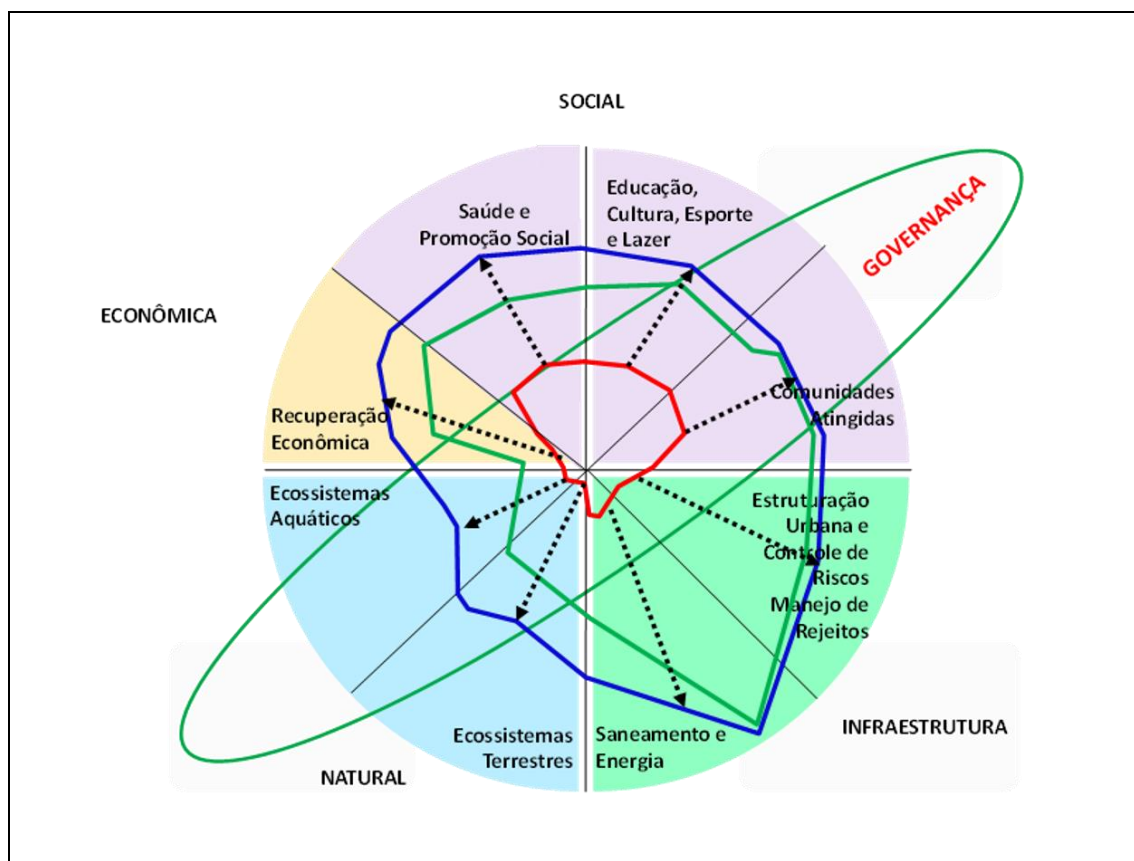 SOCIAL
Educação,
Cultura, Esporte
e Lazer
Saúde e
Promoção Social
GOVERNANÇA
ECONÔMICA
Comunidades
Atingidas
Recuperação
Econômica
Ecossistemas
Aquáticos
Estruturação
Urbana e
Controle de
Riscos
Manejo de
Rejeitos
Ecossistemas
Terrestres
Saneamento e
Energia
INFRAESTRUTURA
NATURAL